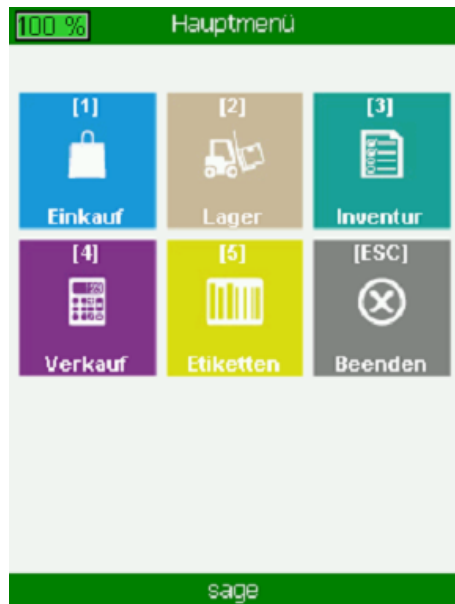 100 % Hauptmenü
[1] [2] [3]
Einkauf Lager Inventur
[4] [5] [ESC]
Verkauf Etiketten Beenden
sage